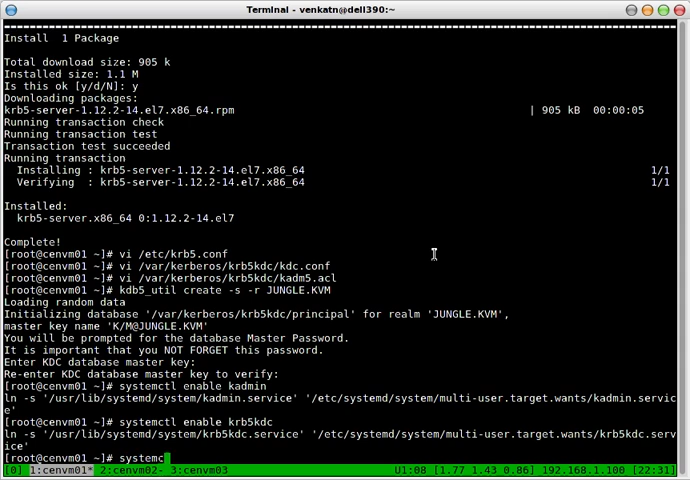 Terminal - venkatn@dell390:~
Install  1 Package
Total download size: 905 k
Installed size: 1.1 M
Is this ok [y/d/N]: y
Downloading packages:
krb5-server-1.12.2-14.el7.x86_64.rpm | 905 kB  00:00:05
Running transaction check
Running transaction test
Transaction test succeeded
Running transaction
  Installing : krb5-server-1.12.2-14.el7.x86_64 1/1
  Verifying  : krb5-server-1.12.2-14.el7.x86_64 1/1
Installed:
  krb5-server.x86_64 0:1.12.2-14.el7
Complete!
[root@cenvm01 ~]# vi /etc/krb5.conf
[root@cenvm01 ~]# vi /var/kerberos/krb5kdc/kdc.conf
[root@cenvm01 ~]# vi /var/kerberos/krb5kdc/kadm5.acl
[root@cenvm01 ~]# kdb5_util create -s -r JUNGLE.KVM
Loading random data
Initializing database '/var/kerberos/krb5kdc/principal' for realm 'JUNGLE.KVM',
master key name 'K/M@JUNGLE.KVM'
You will be prompted for the database Master Password.
It is important that you NOT FORGET this password.
Enter KDC database master key:
Re-enter KDC database master key to verify:
[root@cenvm01 ~]# systemctl enable kadmin
ln -s '/usr/lib/systemd/system/kadmin.service' '/etc/systemd/system/multi-user.target.wants/kadmin.servic
e'
[root@cenvm01 ~]# systemctl enable krb5kdc
ln -s '/usr/lib/systemd/system/krb5kdc.service' '/etc/systemd/system/multi-user.target.wants/krb5kdc.serv
ice'
[root@cenvm01 ~]# systemc
[0] 1:cenvm01* 2:cenvm02- 3:cenvm03 U1:08 [1.77 1.43 0.86] 192.168.1.100 [22:31]